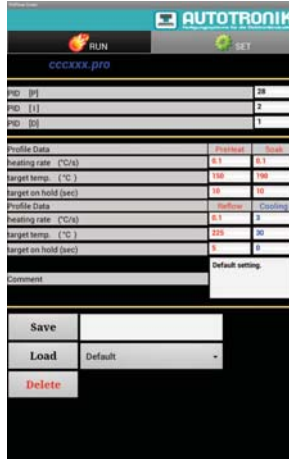 AUTOTRONIK
RUN SET
cccxxx.pro
PID [P] 28
PID [I] 2
PID [D] 1
Profile Data PreHeat Soak
heating rate (°C/s) 0.1 0.1
target temp. (°C ) 150 190
target on hold (sec) 10 10
Profile Data Reflow Cooling
heating rate (°C/s) 0.1 3
target temp. (°C ) 225 30
target on hold (sec) 5 0
Comment Default setting.
Save
Load Default
Delete